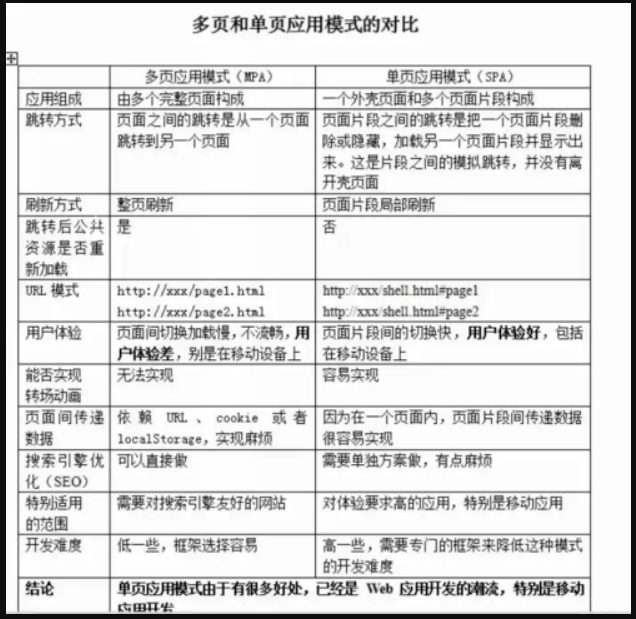 多页和单页应用模式的对比
多页应用模式（MPA）
单页应用模式（SPA）
应用组成
由多个完整页面构成
一个外壳页面和多个页面片段构成
跳转方式
页面之间的跳转是从一个页面
跳转到另一个页面
页面片段之间的跳转是把一个页面片段删
除或隐藏，加载另一个页面片段并显示出
来。这是片段之间的模拟跳转，并没有离
开壳页面
刷新方式
整页刷新
页面片段局部刷新
跳转后公共
资源是否重
新加载
是
否
URL 模式
http://xxx/page1.html
http://xxx/page2.html
http://xxx/shell.html#page1
http://xxx/shell.html#page2
用户体验
页面间切换加载慢，不流畅，用
户体验差，别是在移动设备上
页面片段间的切换快，用户体验好，包括
在移动设备上
能否实现
转场动画
无法实现
容易实现
页面间传递
数据
依赖 URL、cookie 或者
localStorage，实现麻烦
因为在一个页面内，页面片段间传递数据
很容易实现
搜索引擎优
化（SEO）
可以直接做
需要单独方案做，有点麻烦
特别适用
的范围
需要对搜索引擎友好的网站
对体验要求高的应用，特别是移动应用
开发难度
低一些，框架选择容易
高一些，需要专门的框架来降低这种模式
的开发难度
结论
单页应用模式由于有很多好处，已经是 Web 应用开发的潮流，特别是移动
应用开发